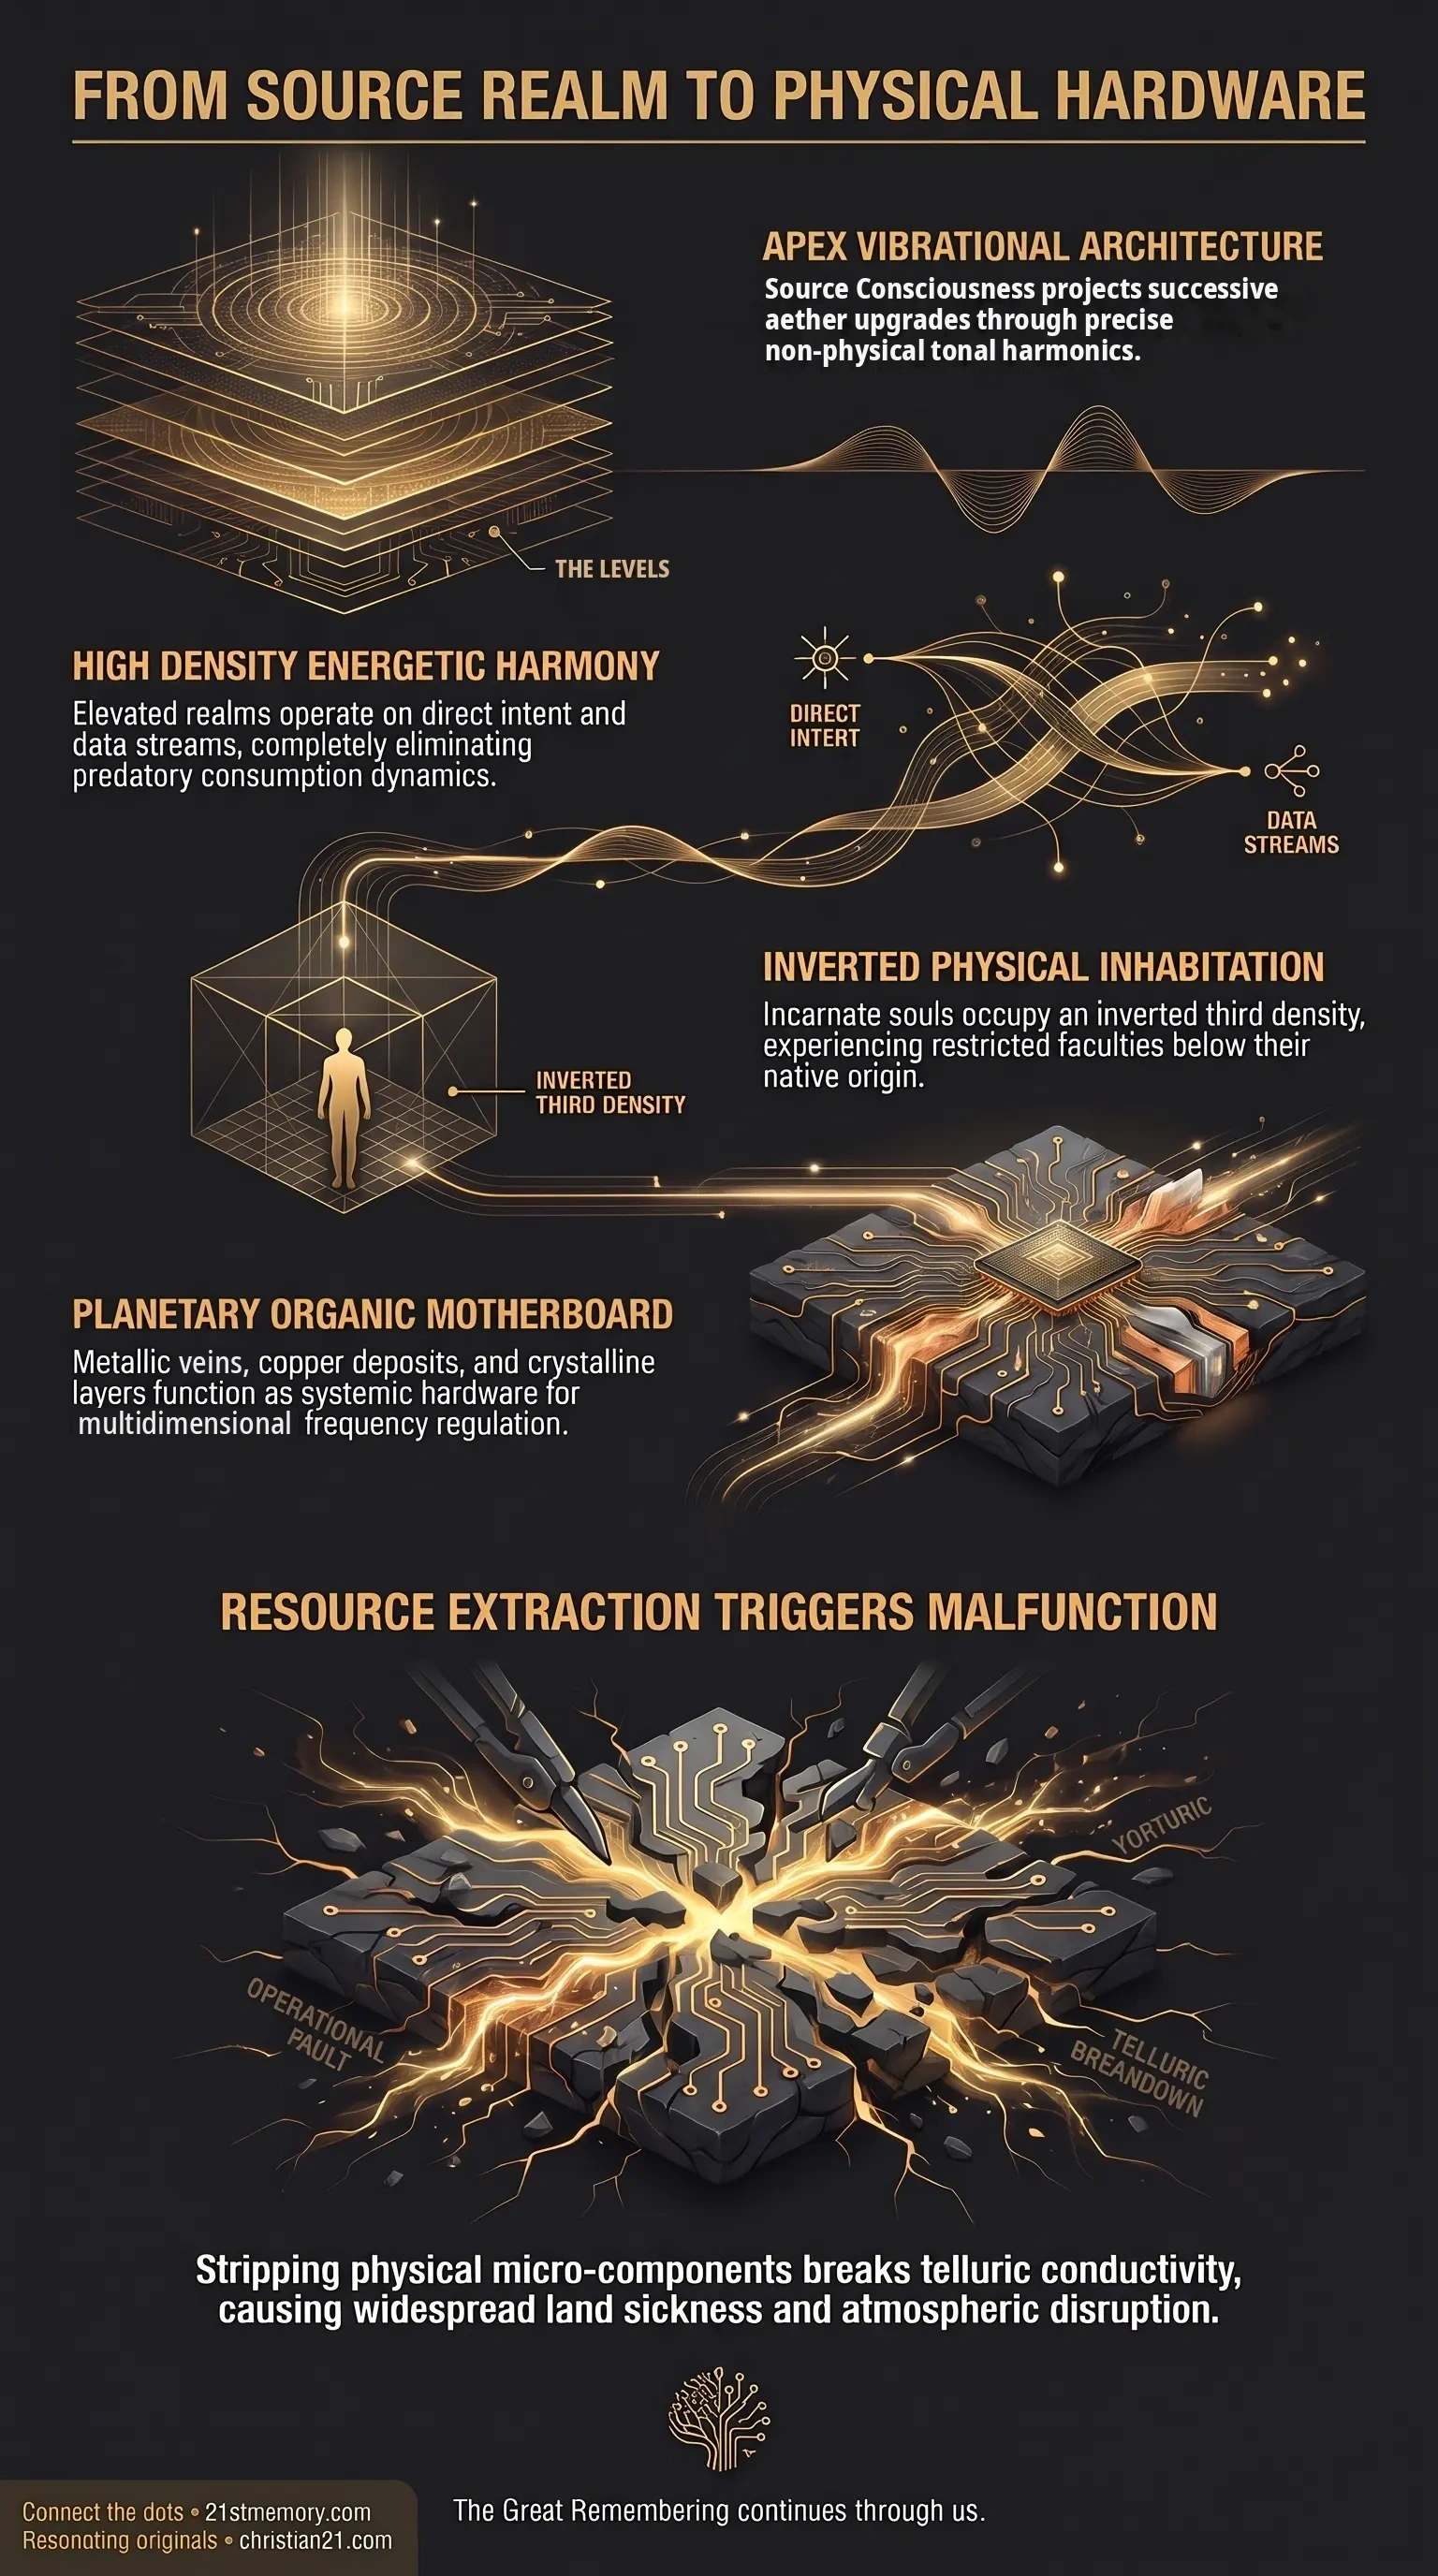 FROM SOURCE REALM TO PHYSICAL HARDWARE
APEX VIBRATIONAL ARCHITECTURE
Source Consciousness projects successive
aether upgrades through precise
non-physical tonal harmonics.
THE LEVELS
HIGH DENSITY ENERGETIC HARMONY
Elevated realms operate on direct intent and
data streams, completely eliminating
predatory consumption dynamics.
DIRECT
INTERT
DATA
STREAMS
INVERTED PHYSICAL INHABITATION
Incarnate souls occupy an inverted third density,
experiencing restricted faculties below their
native origin.
INVERTED
THIRD DENSITY
PLANETARY ORGANIC MOTHERBOARD
Metallic veins, copper deposits, and crystalline
layers function as systemic hardware for
multidimensional frequency regulation.
RESOURCE EXTRACTION TRIGGERS MALFUNCTION
YORTURIC
OPERATIONAL
PAULT
TELLURIC
BREANDOWN
Stripping physical micro-components breaks telluric conductivity,
causing widespread land sickness and atmospheric disruption.
The Great Remembering continues through us.
Connect the dots • 21stmemory.com
Resonating originals • christian21.com